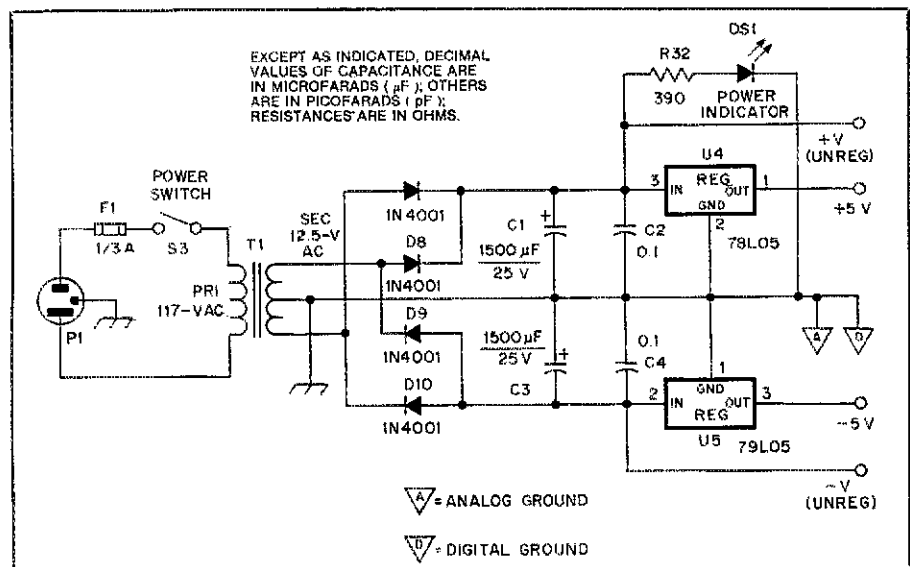 EXCEPT AS INDICATED, DECIMAL
VALUES OF CAPACITANCE ARE
IN MICROFARADS ( µF ); OTHERS
ARE IN PICOFARADS ( pF );
RESISTANCES ARE IN OHMS.
DS1
R32
390
POWER
INDICATOR
+V
(UNREG)
U4
3
IN
REG
OUT
1
GND
2
+5 V
78L05
POWER
SWITCH
F1
1/3 A
S3
T1
SEC
12.5-V
AC
PRI
117-VAC
P1
1N4001
D8
1N4001
D9
1N4001
D10
1N4001
C1
+
1500 µF
25 V
C2
0.1
1500 µF
25 V
+
C3
0.1
C4
A
D
1
GND
2
IN
REG
OUT
3
U5
79L05
-5 V
-V
(UNREG)
A = ANALOG GROUND
D = DIGITAL GROUND